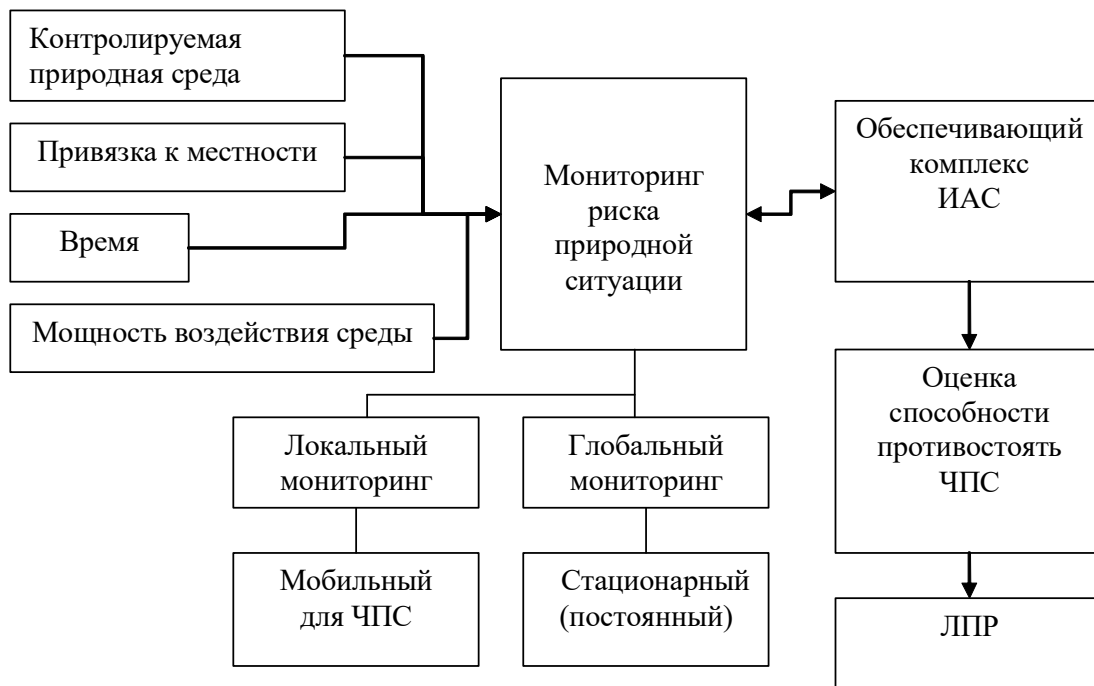 Контролируемая
природная среда
Привязка к местности
Время
Мощность воздействия среды
Мониторинг
риска
природной
ситуации
Обеспечивающий
комплекс
ИАС
Оценка
способности
противостоять
ЧПС
ЛПР
Локальный
мониторинг
Глобальный
мониторинг
Мобильный
для ЧПС
Стационарный
(постоянный)